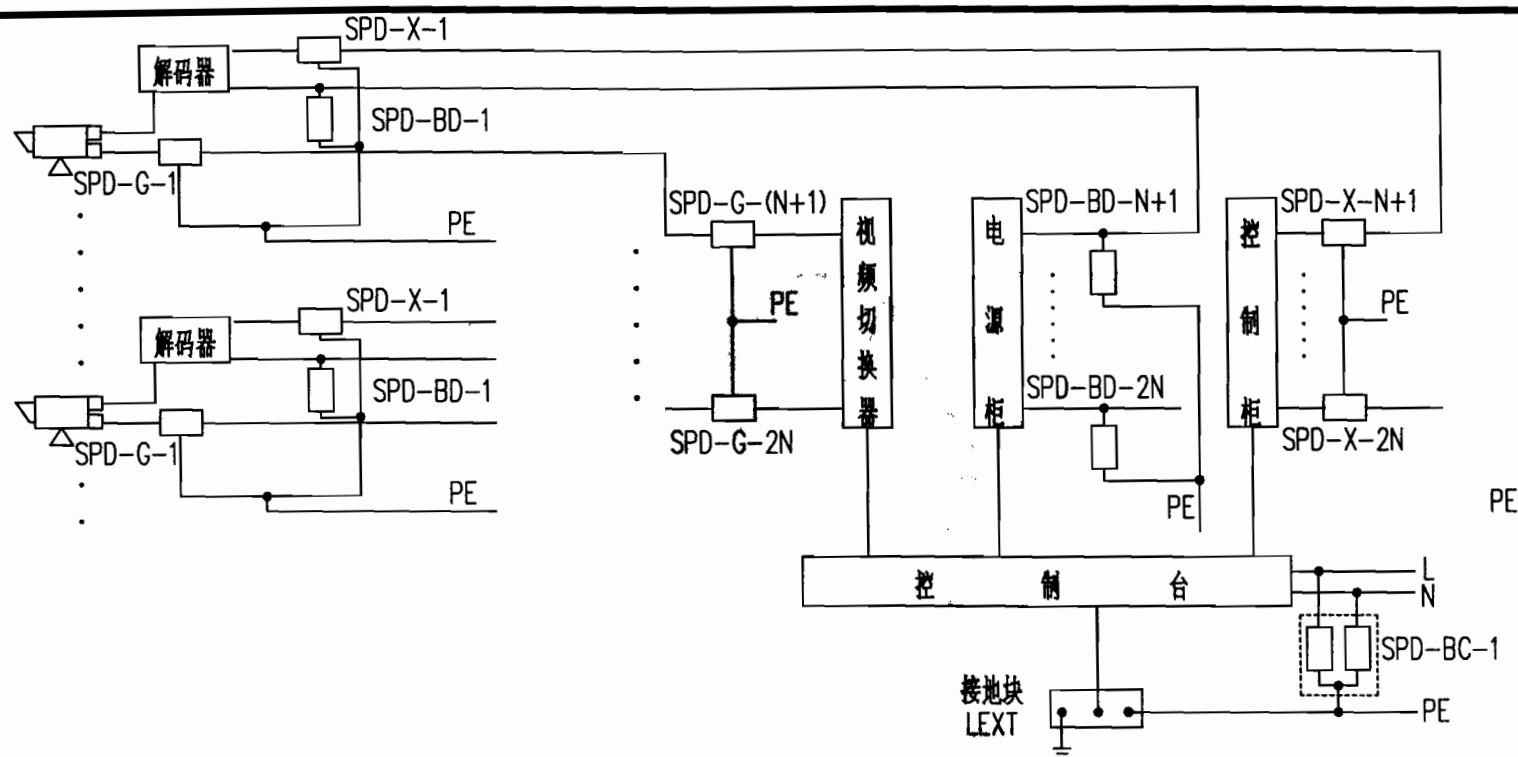 SPD-X-1
解码器
SPD-BD-1
SPD-G-1
PE
SPD-X-1
解码器
SPD-BD-1
SPD-G-1
PE
SPD-G-(N+1)
PE
SPD-G-2N
视频切换器
电源柜
SPD-BD-N+1
SPD-BD-2N
PE
控制柜
SPD-X-N+1
PE
SPD-X-2N
PE
控制台
L
N
SPD-BC-1
接地块
LEXT
PE